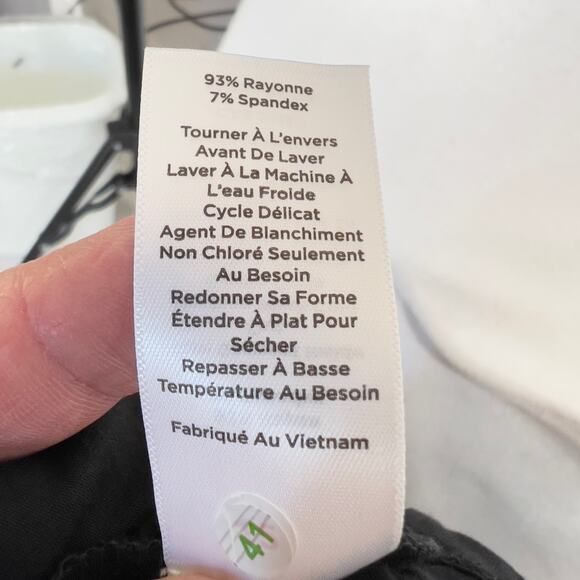 93% Rayonne
7% Spandex
Tourner À L'envers
Avant De Laver
Laver À La Machine À
L'eau Froide
Cycle Délicat
Agent De Blanchiment
Non Chloré Seulement
Au Besoin
Redonner Sa Forme
Étendre À Plat Pour
Sécher
Repasser À Basse
Température Au Besoin
Fabriqué Au Vietnam
41